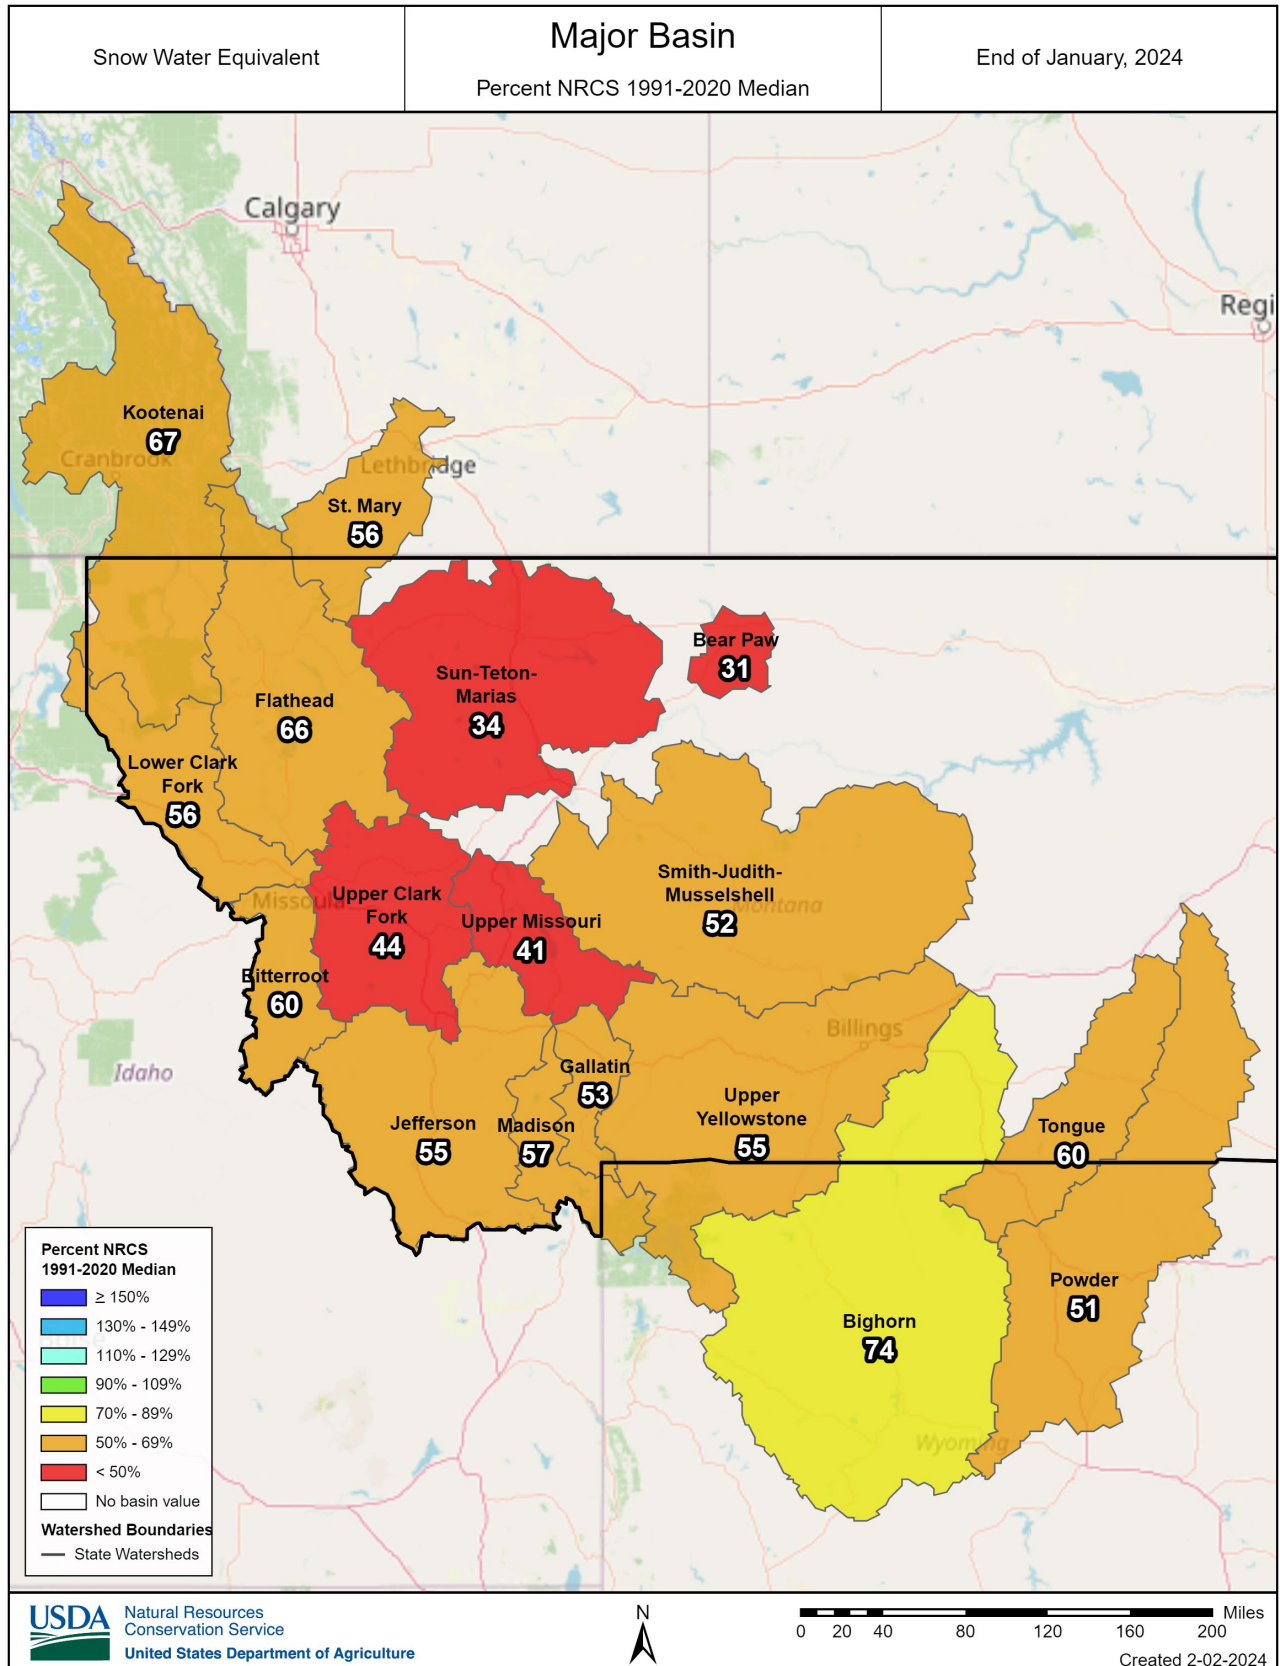 Snow Water Equivalent
Major Basin
Percent NRCS 1991-2020 Median
End of January, 2024
Calgary
Regi
Kootenai
67
Cranbrook
Lethbridge
St. Mary
56
Bear Paw
31
Sun-Teton-
Marias
34
Flathead
66
Lower Clark
Fork
56
Smith-Judith-
Musselshell
52
Montana
Upper Clark
Fork
44
Missoula
Upper Missouri
41
Bitterroot
60
Billings
Idaho
Gallatin
53
Upper
Yellowstone
55
Jefferson
55
Madison
57
Tongue
60
Powder
51
Bighorn
74
Wyoming
Percent NRCS
1991-2020 Median
≥ 150%
130% - 149%
110% - 129%
90% - 109%
70% - 89%
50% - 69%
< 50%
No basin value
Watershed Boundaries
State Watersheds
USDA
Natural Resources
Conservation Service
United States Department of Agriculture
N
Miles
0 20 40 80 120 160 200
Created 2-02-2024